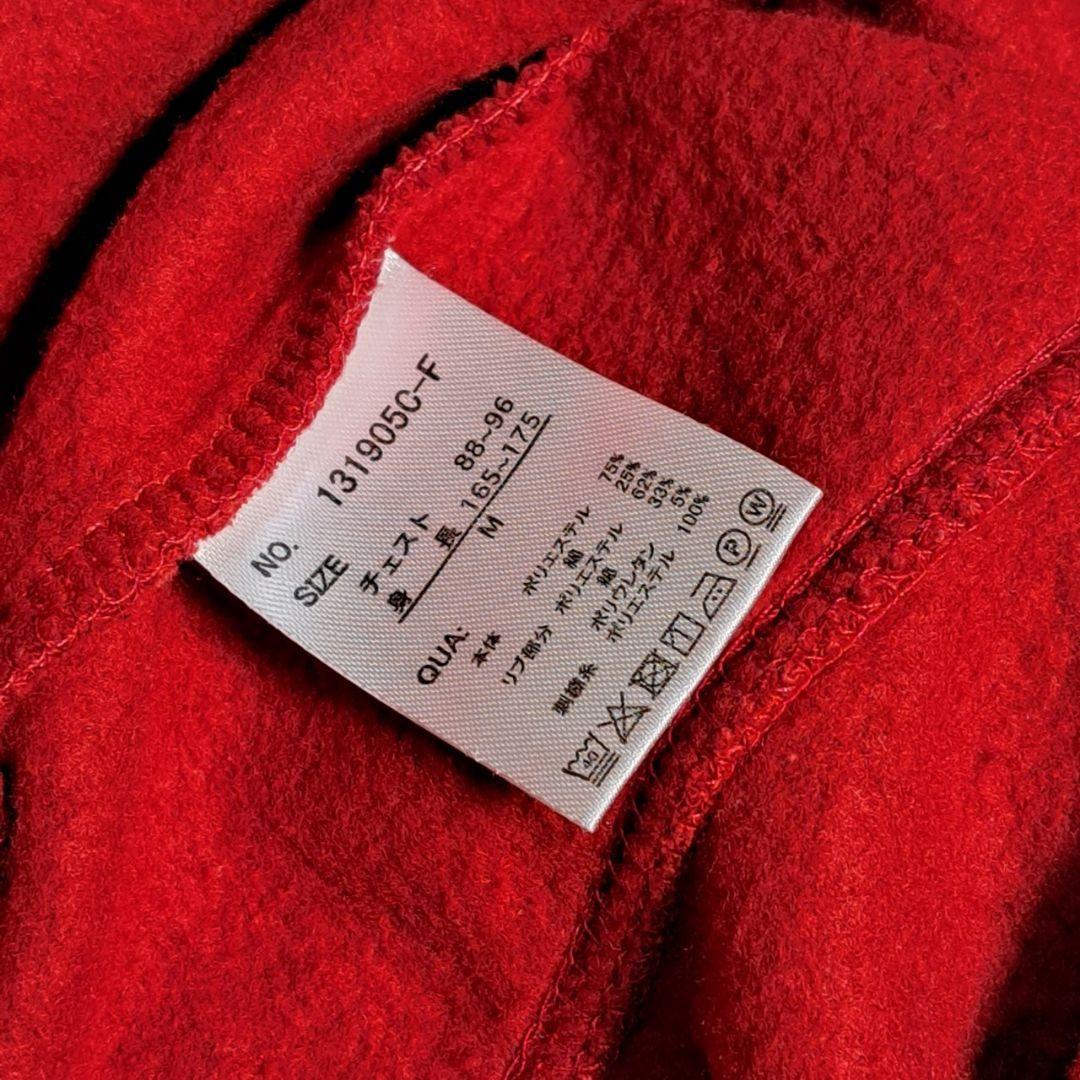 NO. 131905C-F
SIZE
チェスト 88~96
身長 165~175
M
QUA:
本体 ポリエステル 75%
綿 25%
リブ部分 ポリエステル 62%
綿 33%
ポリウレタン 5%
刺繍糸 ポリエステル 100%
40 1 P W